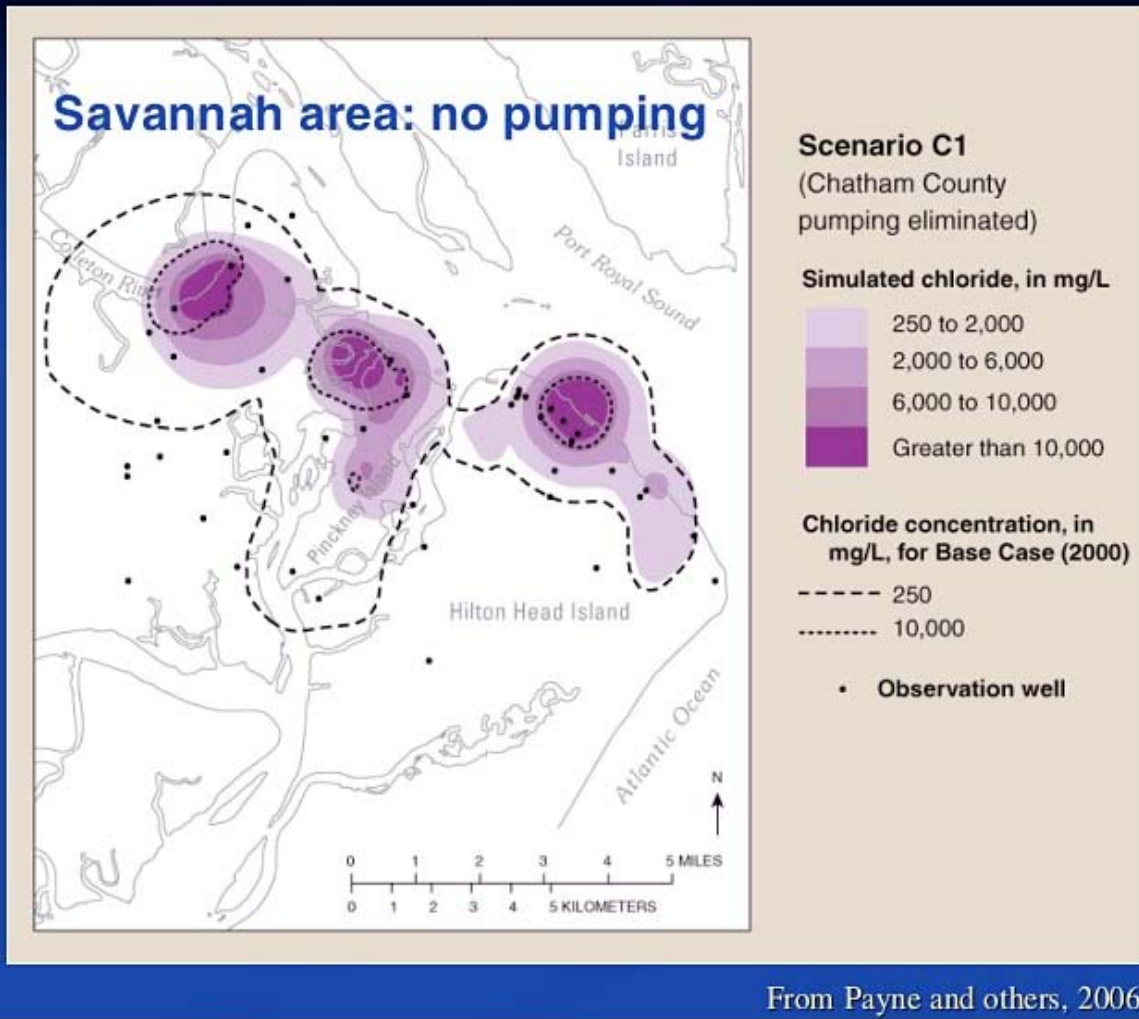 Savannah area: no pumping
Parris
Island
Colleton River
Port Royal Sound
Pinckney Island
Hilton Head Island
Atlantic Ocean
N
0 1 2 3 4 5 MILES
0 1 2 3 4 5 KILOMETERS
Scenario C1
(Chatham County
pumping eliminated)
Simulated chloride, in mg/L
250 to 2,000
2,000 to 6,000
6,000 to 10,000
Greater than 10,000
Chloride concentration, in
mg/L, for Base Case (2000)
250
10,000
Observation well
From Payne and others, 2006